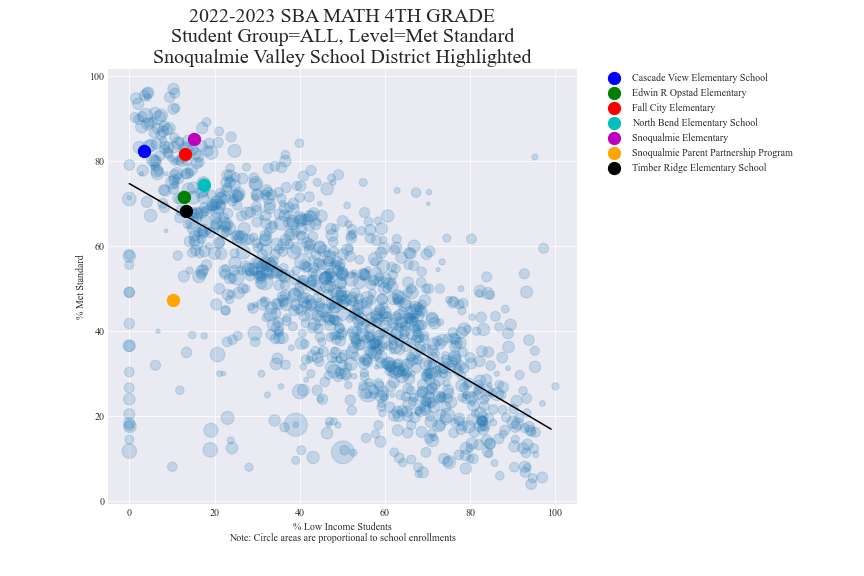 2022-2023 SBA MATH 4TH GRADE
Student Group=ALL, Level=Met Standard
Snoqualmie Valley School District Highlighted
100
80
60
40
20
0
% Met Standard
0 20 40 60 80 100
% Low Income Students
Note: Circle areas are proportional to school enrollments
Cascade View Elementary School
Edwin R Opstad Elementary
Fall City Elementary
North Bend Elementary School
Snoqualmie Elementary
Snoqualmie Parent Partnership Program
Timber Ridge Elementary School